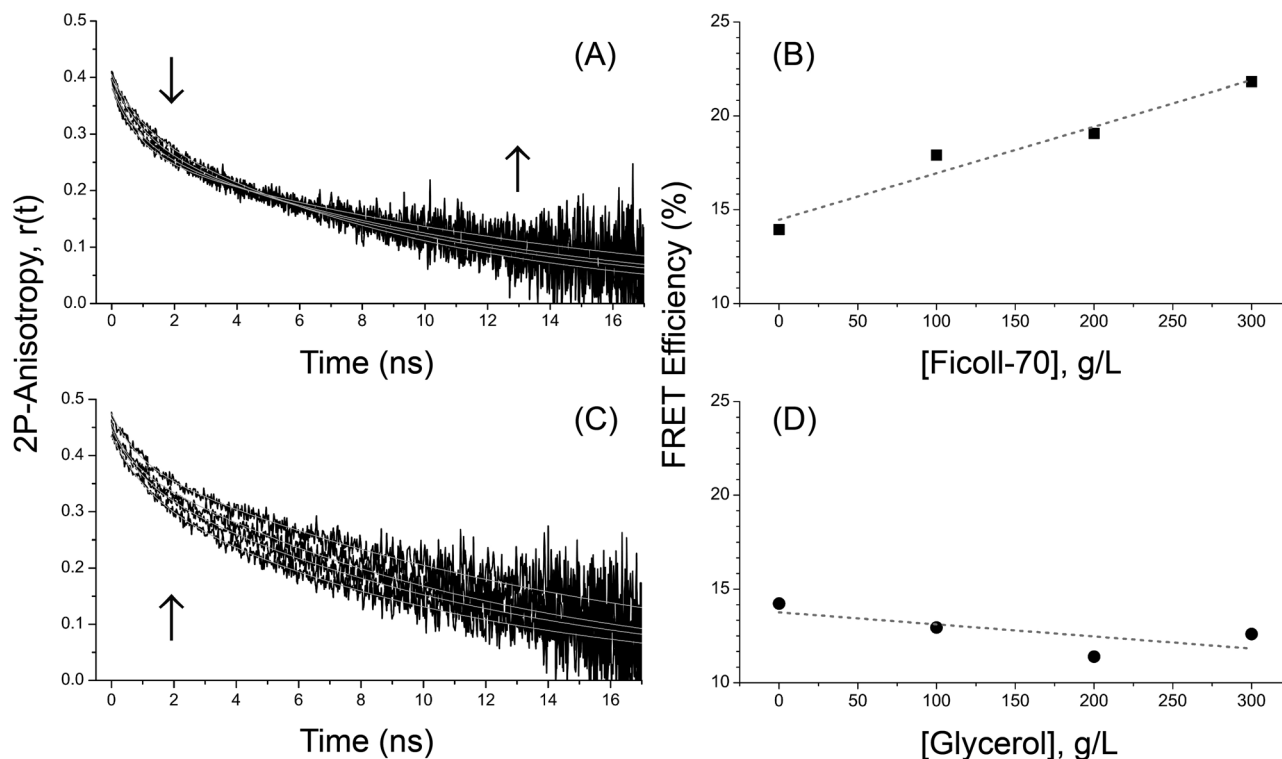 2P-Anisotropy, r(t)
0.5
0.4
0.3
0.2
0.1
0.0
(A)
0 2 4 6 8 10 12 14 16
Time (ns)
FRET Efficiency (%)
25
20
15
10
(B)
0 50 100 150 200 250 300
[Ficoll-70], g/L
0.5
0.4
0.3
0.2
0.1
0.0
(C)
0 2 4 6 8 10 12 14 16
Time (ns)
25
20
15
10
(D)
0 50 100 150 200 250 300
[Glycerol], g/L